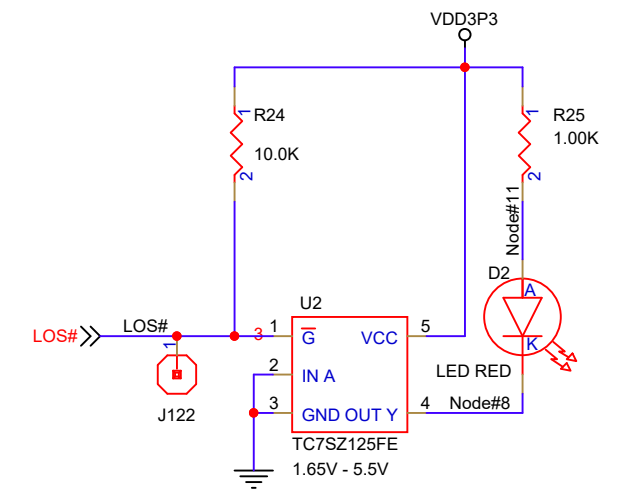 VDD3P3
1
R24
10.0K
2
1
R25
1.00K
2
Node#11
U2
D2
A
K
LED RED
LOS#
LOS#
1
J122
3
1
G
VCC
5
2
IN A
3
GND OUT Y
4
Node#8
TC7SZ125FE
1.65V - 5.5V